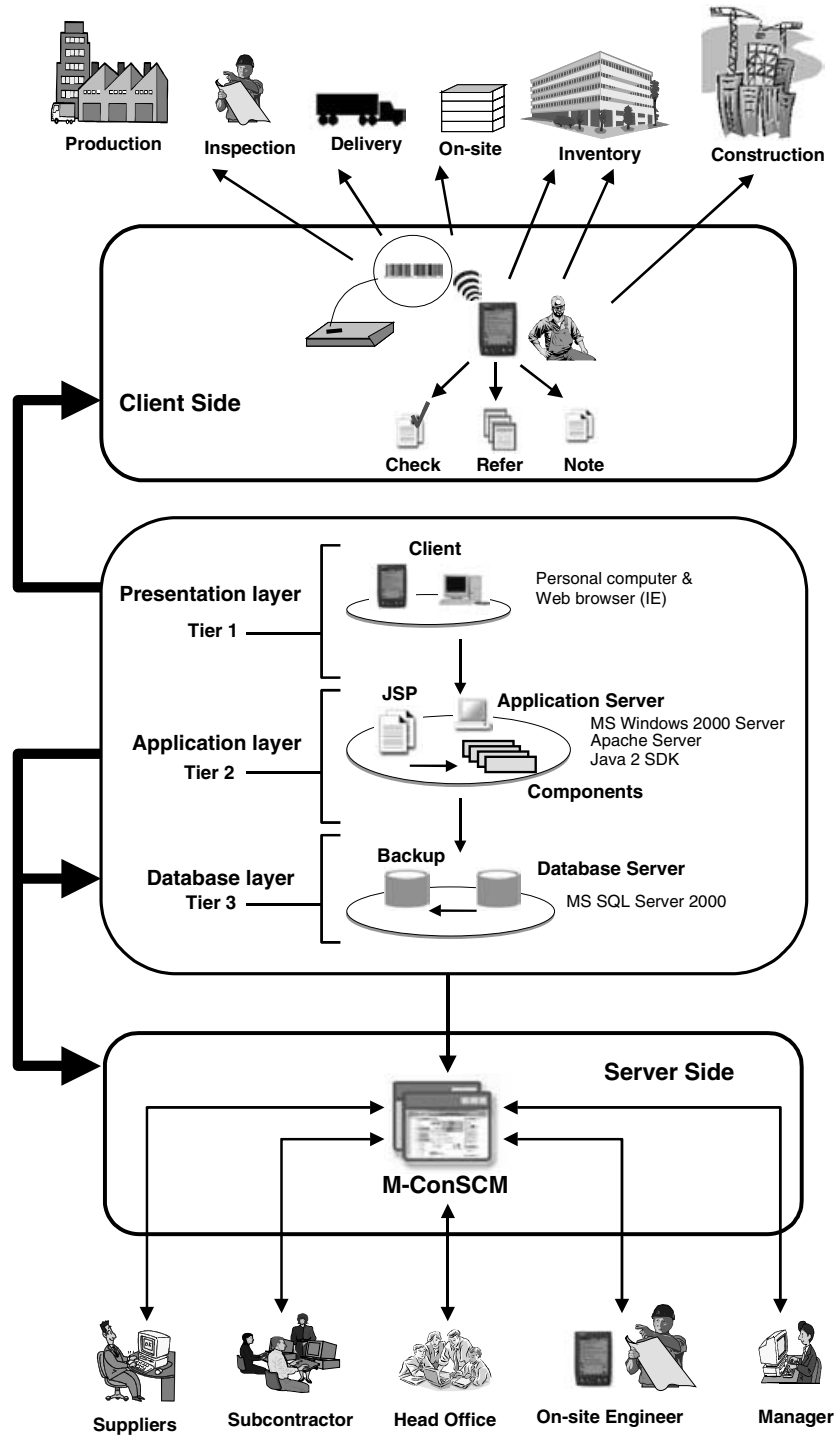 Production
Inspection
Delivery
On-site
Inventory
Construction
Client Side
Check
Refer
Note
Client
Presentation layer
Tier 1
Personal computer &
Web browser (IE)
JSP
Application Server
MS Windows 2000 Server
Apache Server
Java 2 SDK
Application layer
Tier 2
Components
Backup
Database Server
Database layer
Tier 3
MS SQL Server 2000
Server Side
M-ConSCM
Suppliers
Subcontractor
Head Office
On-site Engineer
Manager